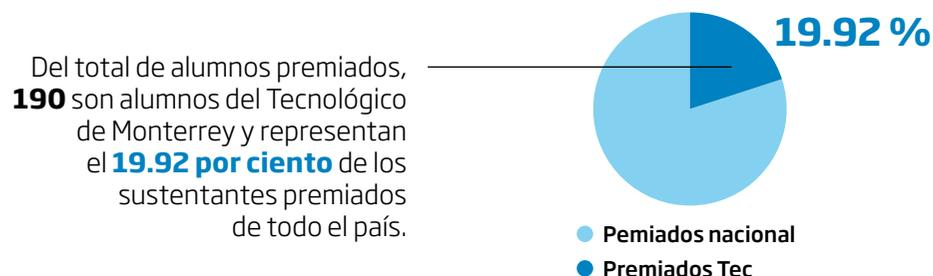 Del total de alumnos premiados,
190 son alumnos del Tecnológico
de Monterrey y representan
el 19.92 por ciento de los
sustentantes premiados
de todo el país.
19.92 %
Pemiados nacional
Premiados Tec